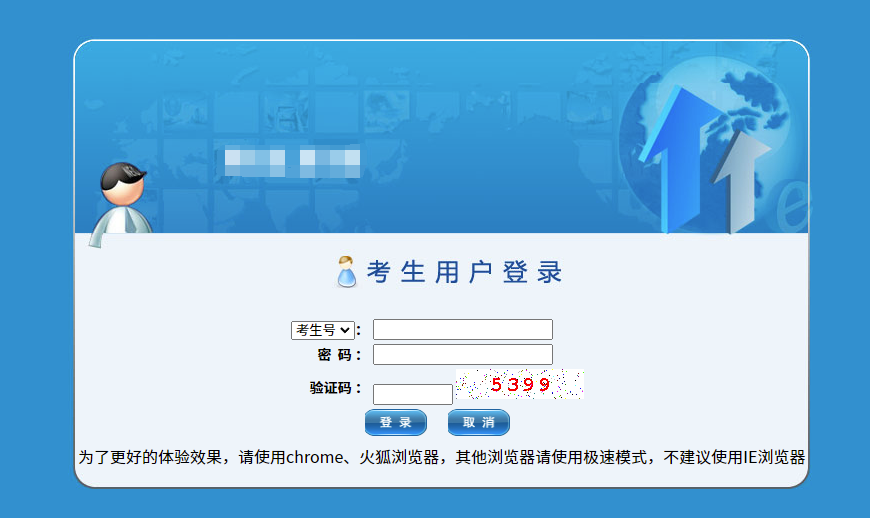 考生用户登录
考生号：
密 码：
验证码： 5399
登 录 取 消
为了更好的体验效果，请使用chrome、火狐浏览器，其他浏览器请使用极速模式，不建议使用IE浏览器